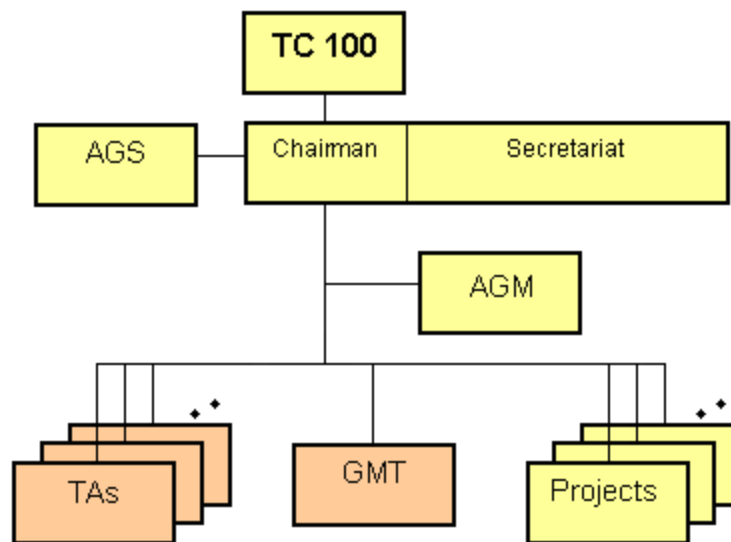 TC 100
AGS
Chairman
Secretariat
AGM
TAs
GMT
Projects